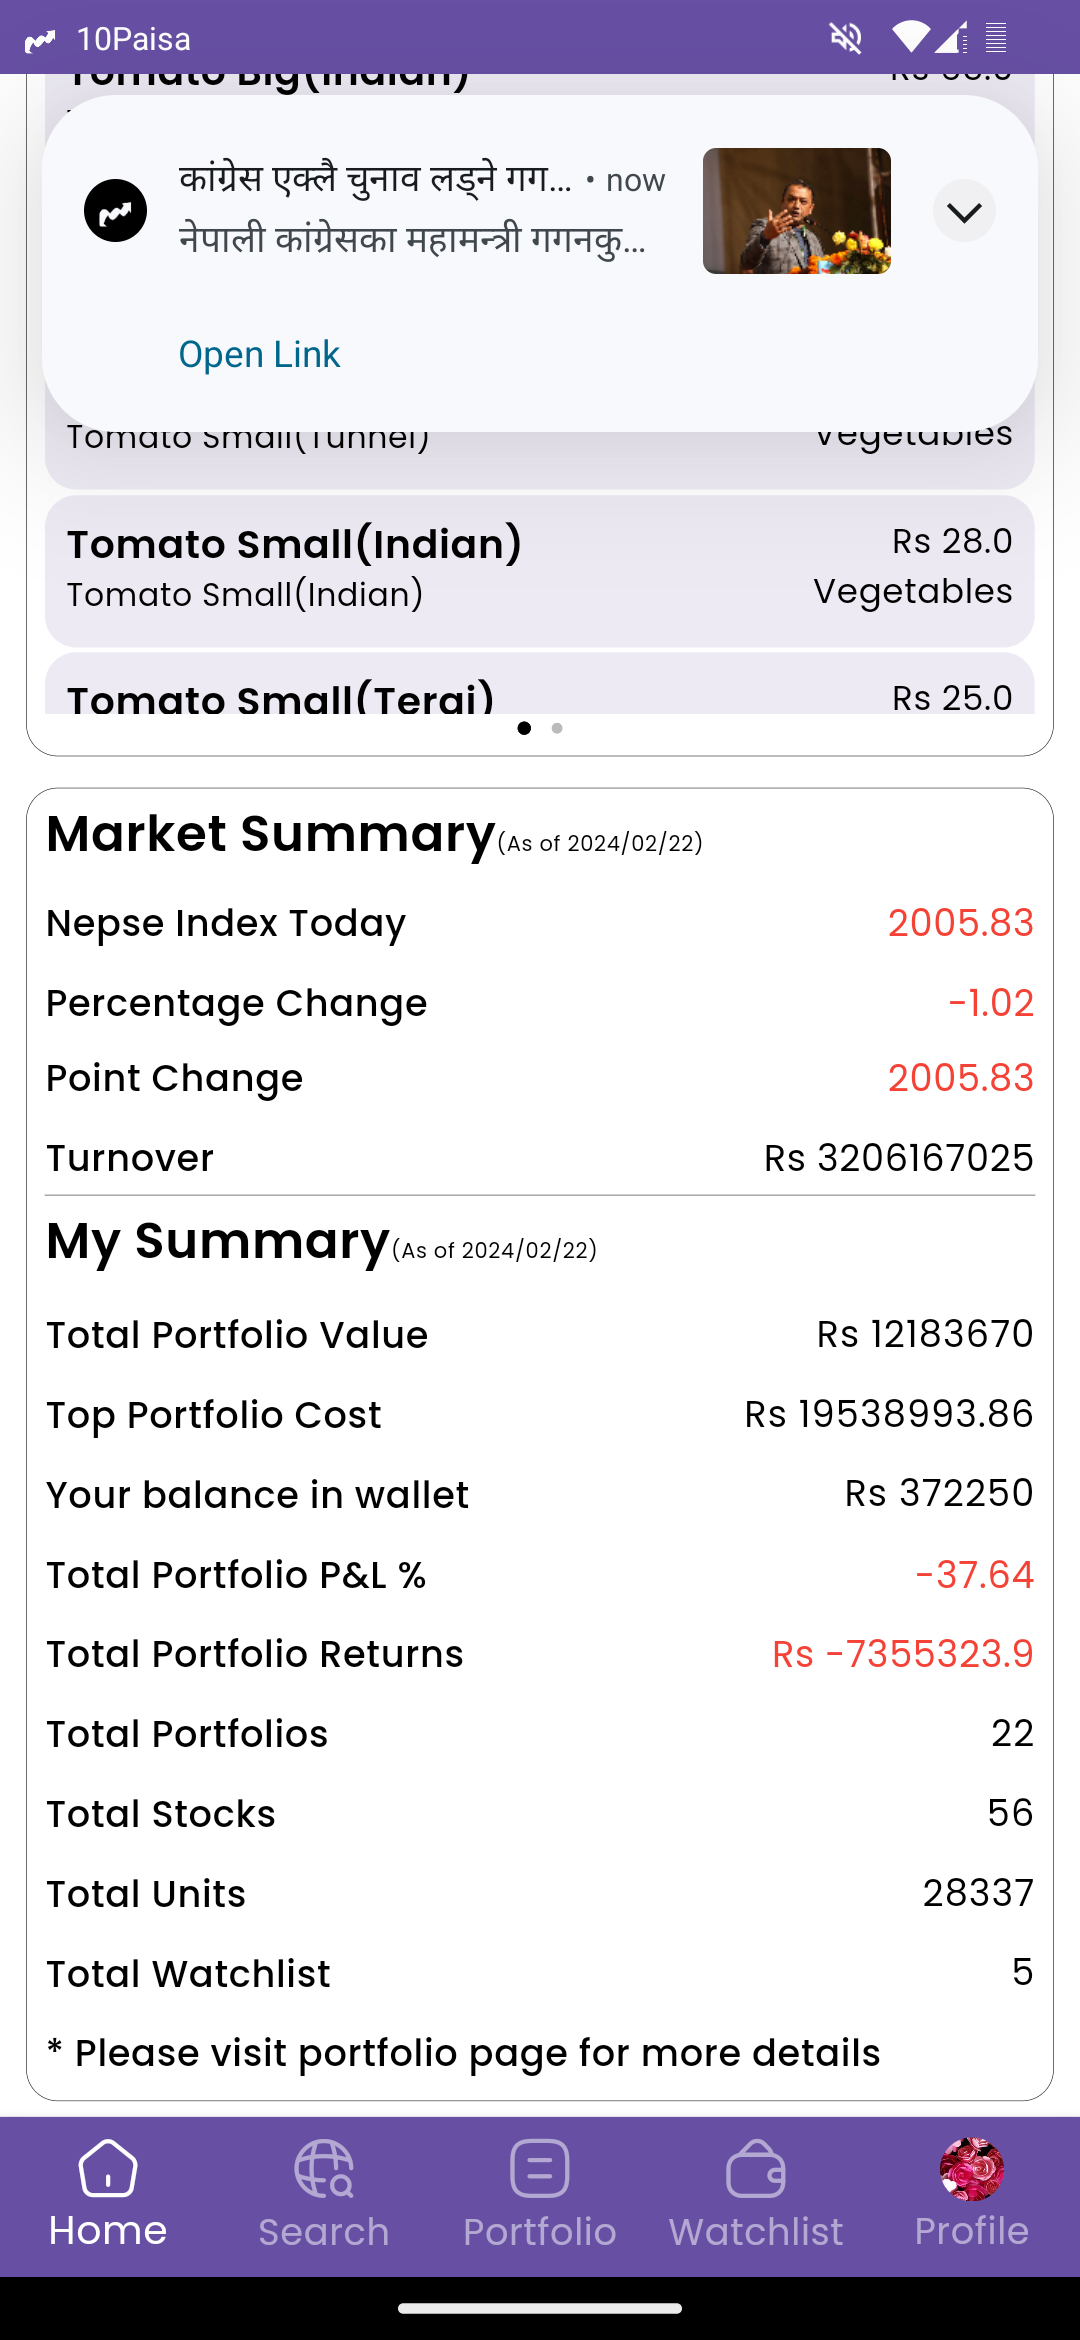 10Paisa
Tomato Big(Indian)
कांग्रेस एक्लै चुनाव लड्ने गग... • now
नेपाली कांग्रेसका महामन्त्री गगनकु...
Open Link
Tomato Small(Tunnel) Vegetables
Tomato Small(Indian) Rs 28.0
Tomato Small(Indian) Vegetables
Tomato Small(Terai) Rs 25.0
Market Summary(As of 2024/02/22)
Nepse Index Today 2005.83
Percentage Change -1.02
Point Change 2005.83
Turnover Rs 3206167025
My Summary(As of 2024/02/22)
Total Portfolio Value Rs 12183670
Top Portfolio Cost Rs 19538993.86
Your balance in wallet Rs 372250
Total Portfolio P&L % -37.64
Total Portfolio Returns Rs -7355323.9
Total Portfolios 22
Total Stocks 56
Total Units 28337
Total Watchlist 5
* Please visit portfolio page for more details
Home Search Portfolio Watchlist Profile